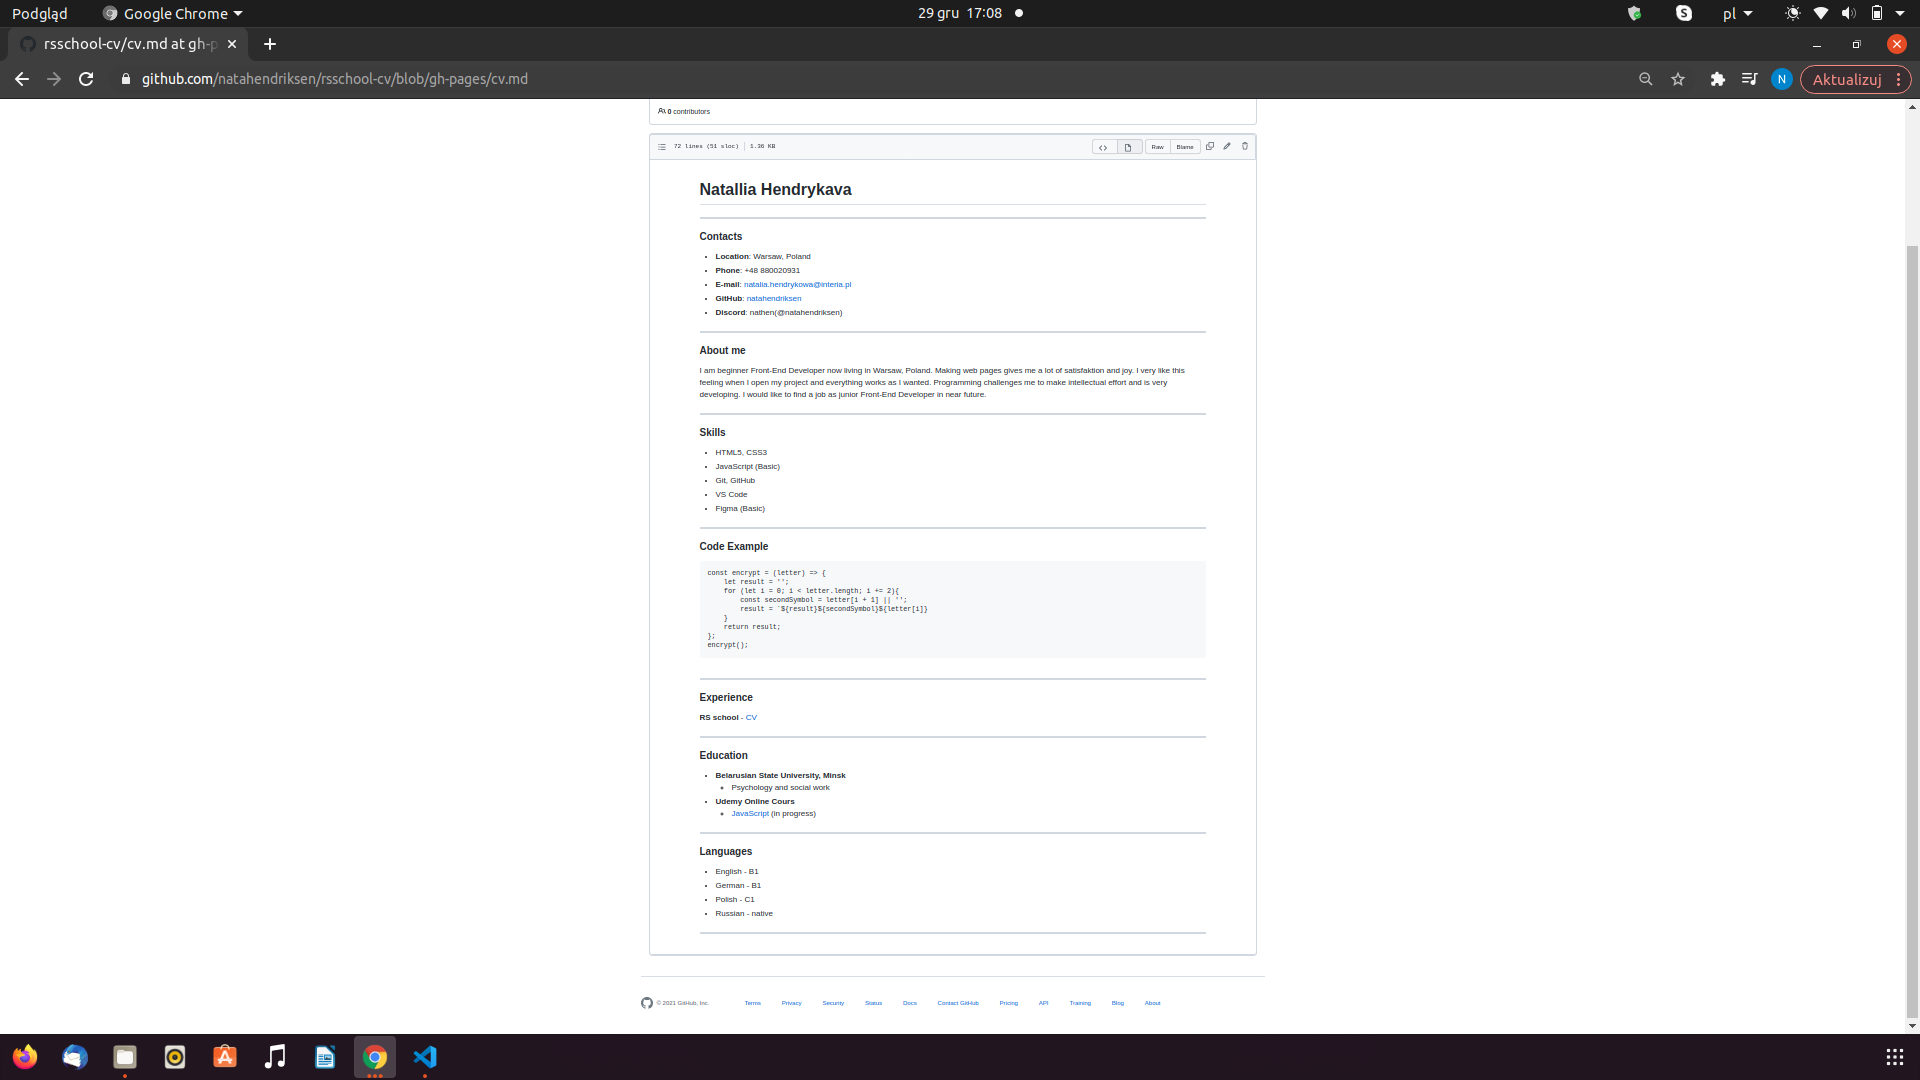 Podgląd
Google Chrome
29 gru 17:08
pl
rsschool-cv/cv.md at gh-p
github.com/natahendriksen/rsschool-cv/blob/gh-pages/cv.md
N
Aktualizuj
0 contributors
72 lines (51 sloc) 1.36 KB
Raw
Blame
Natallia Hendrykava
Contacts
• Location: Warsaw, Poland
• Phone: +48 880020931
• E-mail: natalia.hendrykowa@interia.pl
• GitHub: natahendriksen
• Discord: nathen(@natahendriksen)
About me
I am beginner Front-End Developer now living in Warsaw, Poland. Making web pages gives me a lot of satisfaktion and joy. I very like this
feeling when I open my project and everything works as I wanted. Programming challenges me to make intellectual effort and is very
developing. I would like to find a job as junior Front-End Developer in near future.
Skills
• HTML5, CSS3
• JavaScript (Basic)
• Git, GitHub
• VS Code
• Figma (Basic)
Code Example
const encrypt = (letter) => {
    let result = '';
    for (let i = 0; i < letter.length; i += 2){
        const secondSymbol = letter[i + 1] || '';
        result = `${result}${secondSymbol}${letter[i]}
    }
    return result;
};
encrypt();
Experience
RS school - CV
Education
• Belarusian State University, Minsk
◦ Psychology and social work
• Udemy Online Cours
◦ JavaScript (in progress)
Languages
• English - B1
• German - B1
• Polish - C1
• Russian - native
© 2021 GitHub, Inc.
Terms
Privacy
Security
Status
Docs
Contact GitHub
Pricing
API
Training
Blog
About